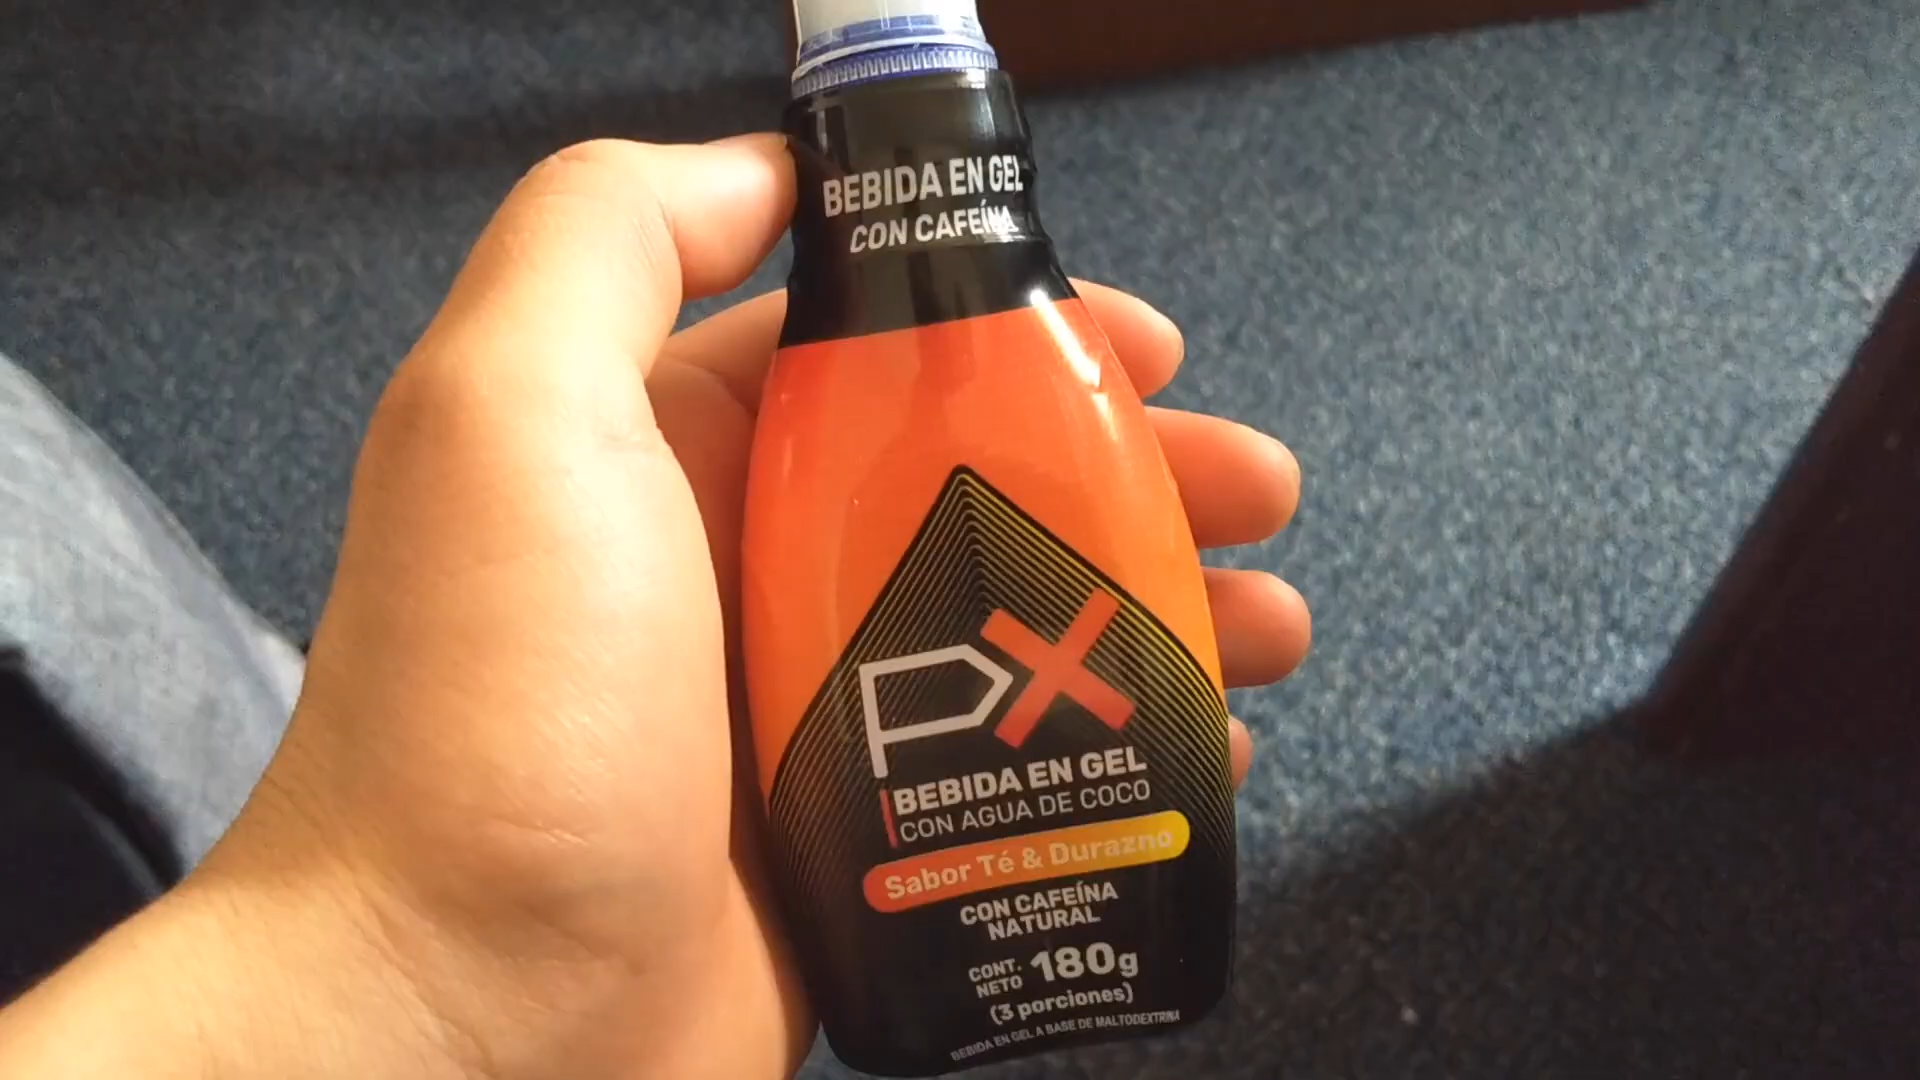 BEBIDA EN GEL
CON CAFEÍNA
PX
BEBIDA EN GEL
CON AGUA DE COCO
Sabor Té & Durazno
CON CAFEÍNA
NATURAL
CONT. NETO 180g
(3 porciones)
BEBIDA EN GEL A BASE DE MALTODEXTRINA